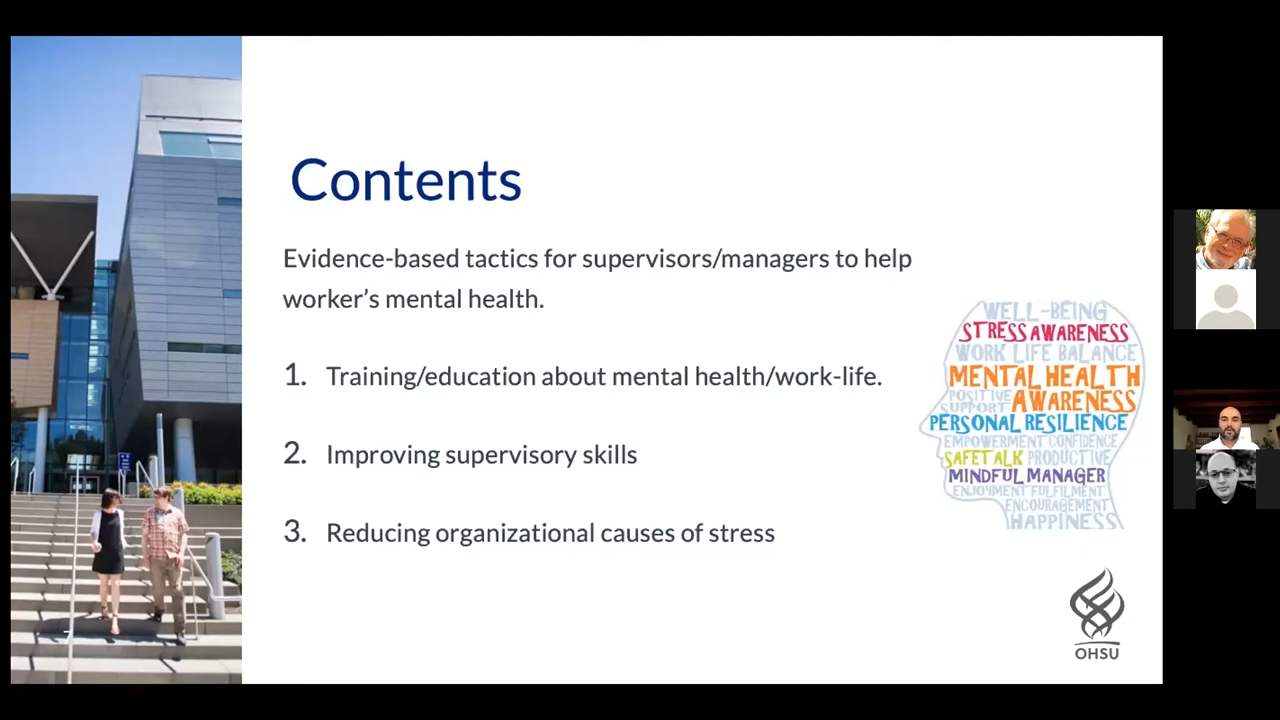 Contents
Evidence-based tactics for supervisors/managers to help
worker's mental health.
1. Training/education about mental health/work-life.
2. Improving supervisory skills
3. Reducing organizational causes of stress
WELL-BEING
STRESS AWARENESS
WORK LIFE BALANCE
MENTAL HEALTH
POSITIVE
SUPPORT
AWARENESS
PERSONAL RESILIENCE
EMPOWERMENT CONFIDENCE
SAFETALK PRODUCTIVE
MINDFUL MANAGER
ENJOYMENT FULFILMENT
ENCOURAGEMENT
HAPPINESS
OHSU